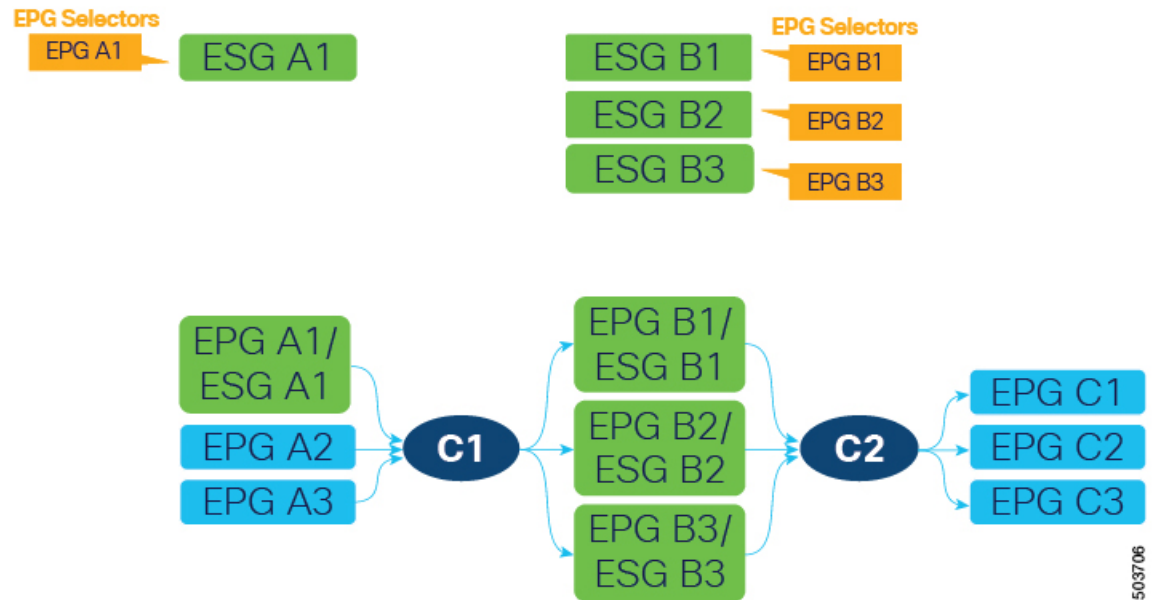 EPG Selectors
EPG A1
ESG A1
EPG Selectors
ESG B1
EPG B1
ESG B2
EPG B2
ESG B3
EPG B3
EPG A1/
ESG A1
EPG A2
EPG A3
C1
EPG B1/
ESG B1
EPG B2/
ESG B2
EPG B3/
ESG B3
C2
EPG C1
EPG C2
EPG C3
503706